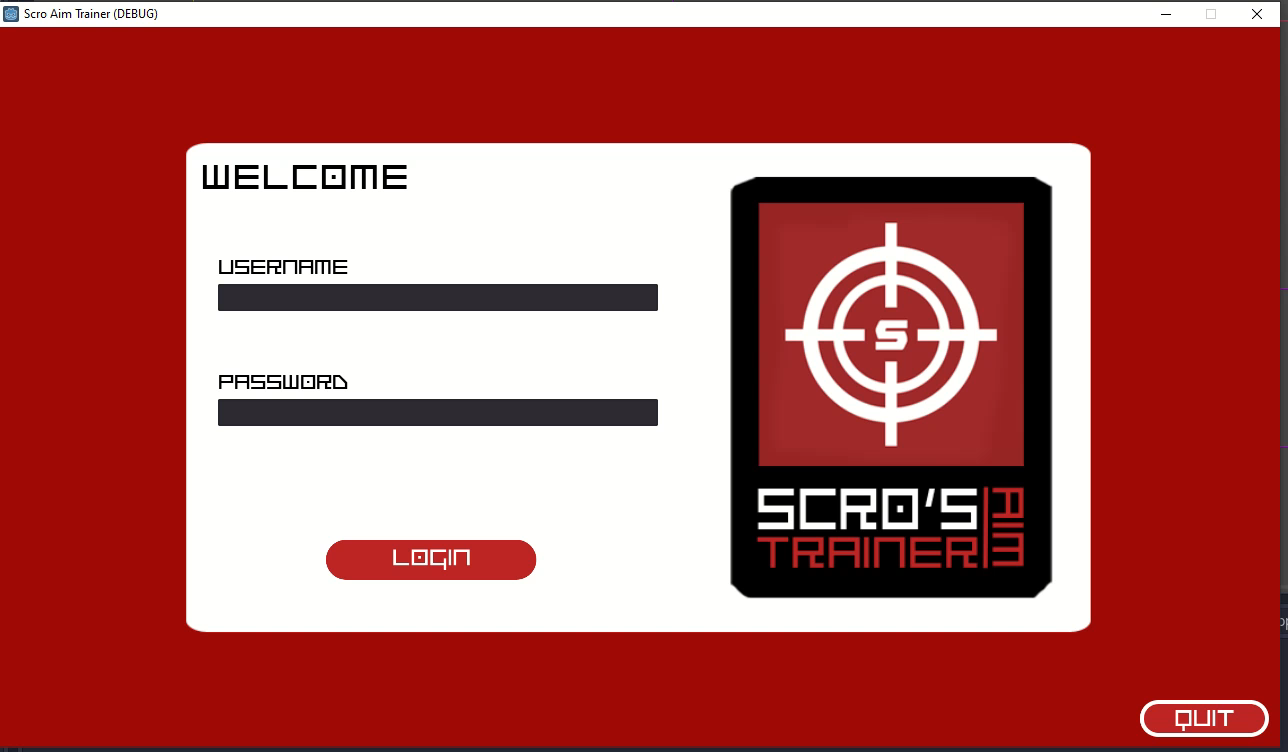 Scro Aim Trainer (DEBUG)
WELCOME
USERNAME
PASSWORD
LOGIN
S
SCRO'S
AIM
TRAINER
QUIT